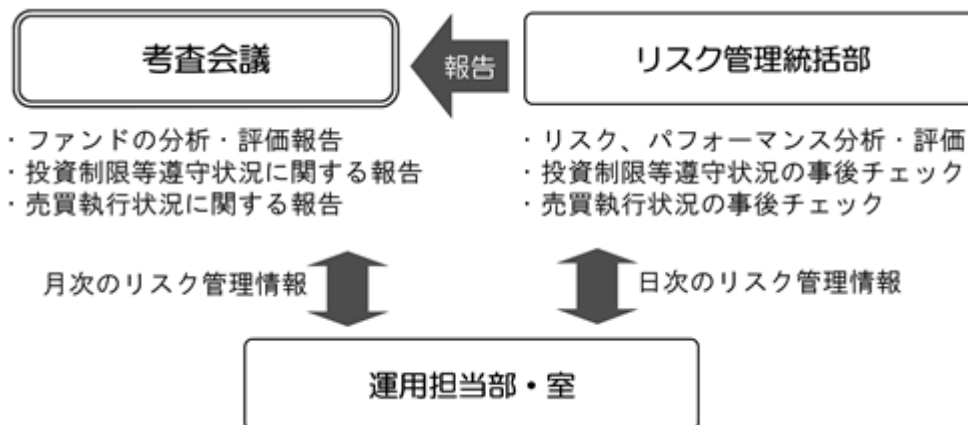 考査会議
報告
リスク管理統括部
・ファンドの分析・評価報告
・投資制限等遵守状況に関する報告
・売買執行状況に関する報告
・リスク、パフォーマンス分析・評価
・投資制限等遵守状況の事後チェック
・売買執行状況の事後チェック
月次のリスク管理情報
日次のリスク管理情報
運用担当部・室